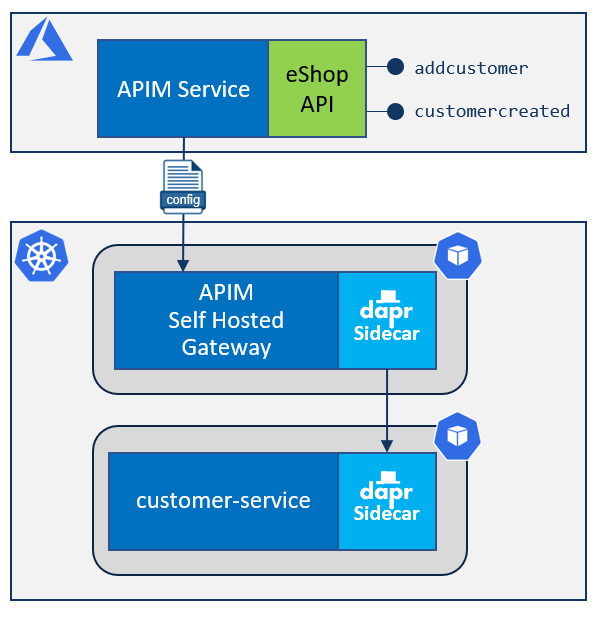 APIM Service
eShop
API
addcustomer
customercreated
config
APIM
Self Hosted
Gateway
dapr
Sidecar
customer-service
dapr
Sidecar